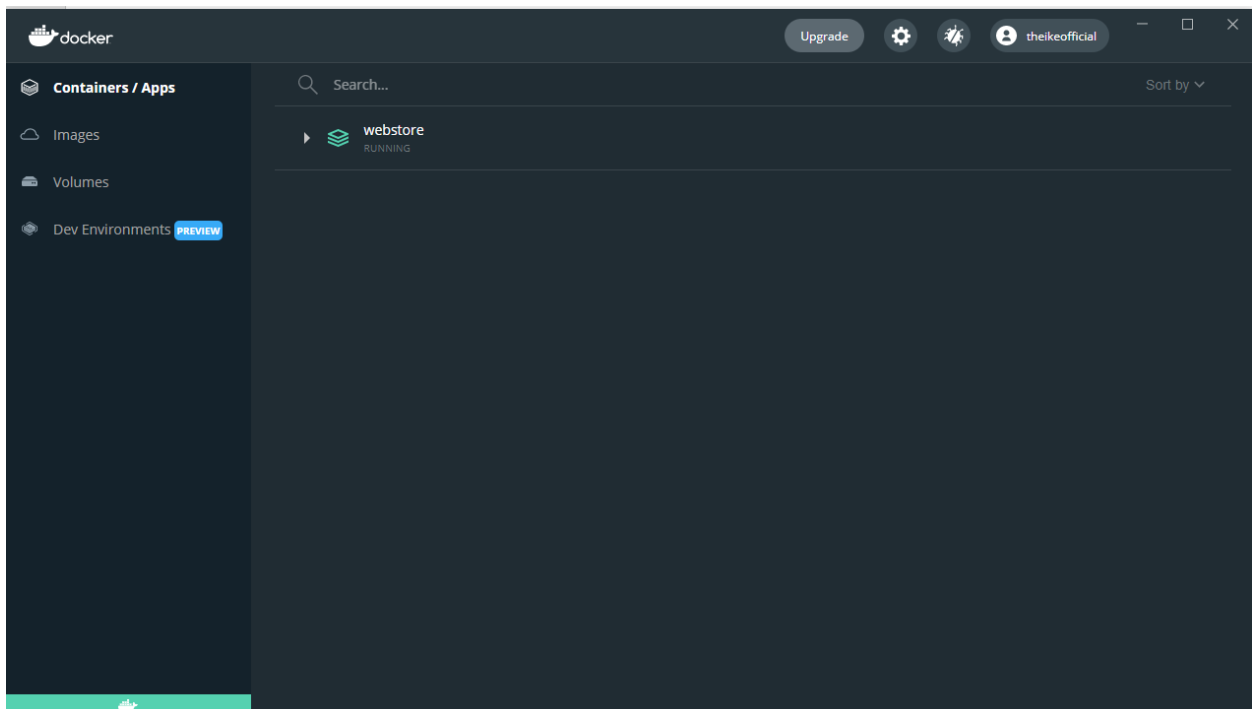 docker
Upgrade
theikeofficial
Containers / Apps
Images
Volumes
Dev Environments PREVIEW
Search...
Sort by
webstore
RUNNING